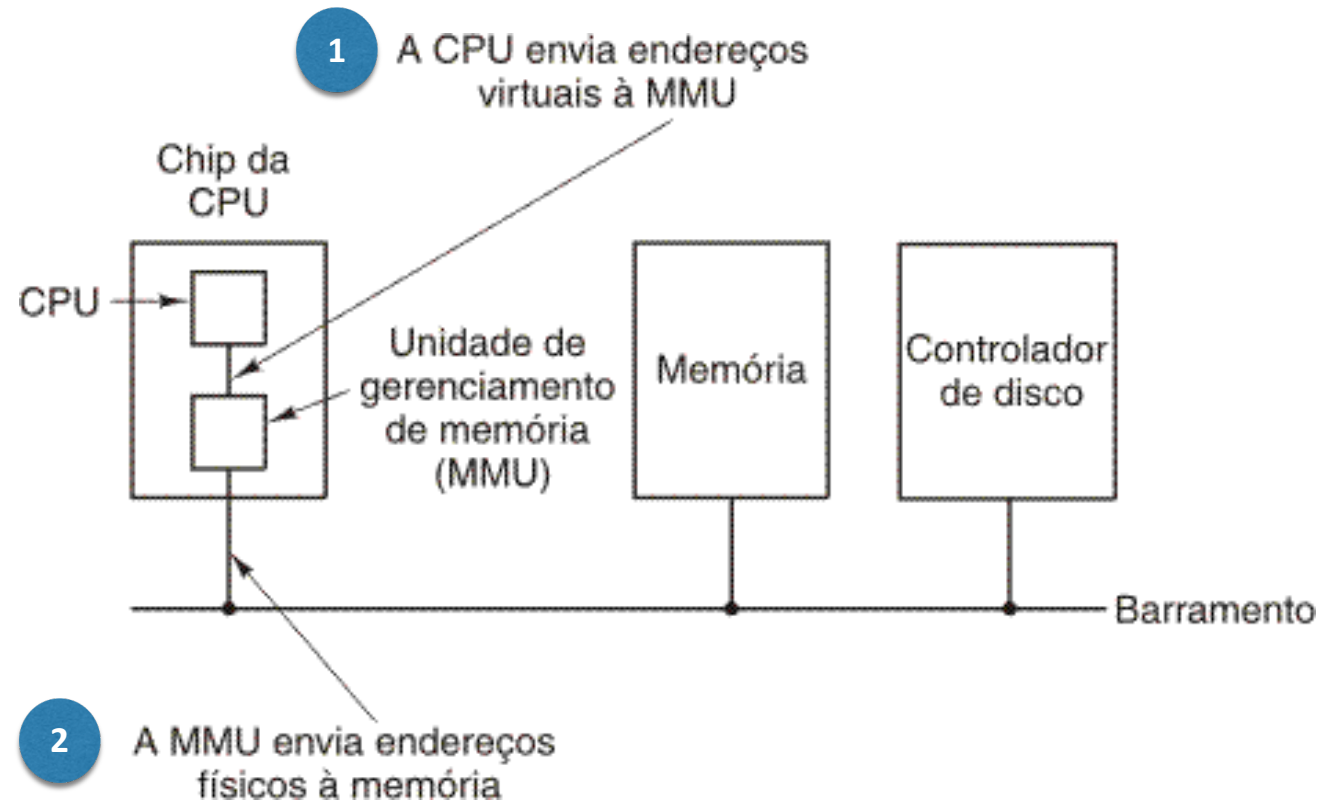 1
A CPU envia endereços
virtuais à MMU
Chip da
CPU
CPU
Unidade de
gerenciamento
de memória
(MMU)
Memória
Controlador
de disco
Barramento
2
A MMU envia endereços
físicos à memória